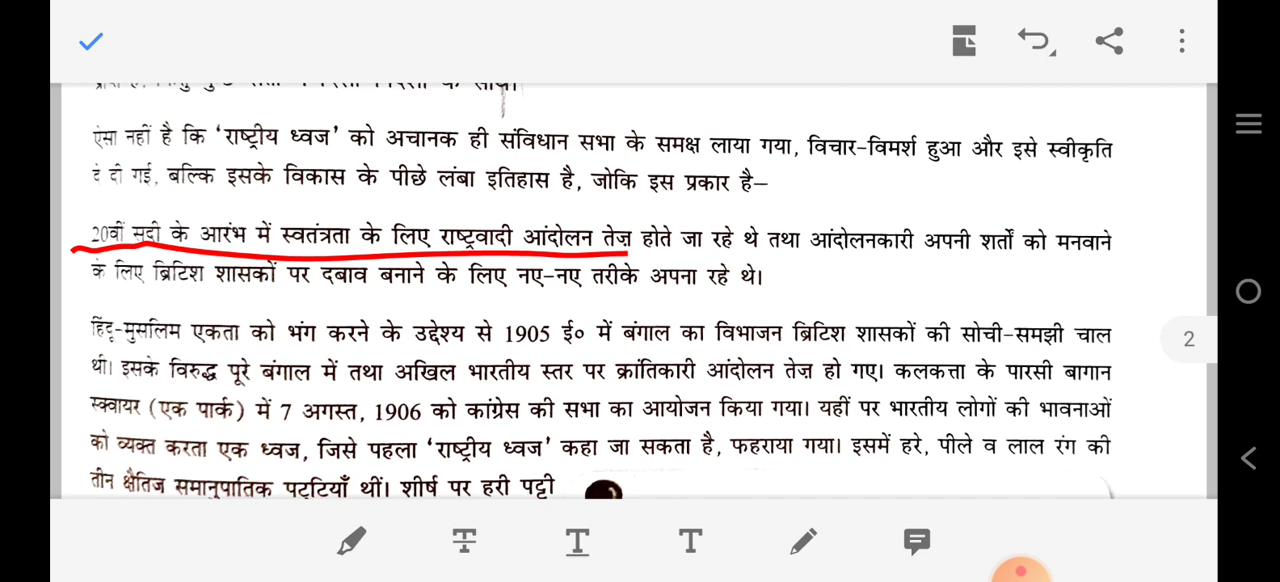 ऐसा नहीं है कि 'राष्ट्रीय ध्वज' को अचानक ही संविधान सभा के समक्ष लाया गया, विचार-विमर्श हुआ और इसे स्वीकृति
दे दी गई, बल्कि इसके विकास के पीछे लंबा इतिहास है, जोकि इस प्रकार है–
20वीं सदी के आरंभ में स्वतंत्रता के लिए राष्ट्रवादी आंदोलन तेज़ होते जा रहे थे तथा आंदोलनकारी अपनी शर्तों को मनवाने
के लिए ब्रिटिश शासकों पर दबाव बनाने के लिए नए-नए तरीके अपना रहे थे।
हिंदू-मुसलिम एकता को भंग करने के उद्देश्य से 1905 ई० में बंगाल का विभाजन ब्रिटिश शासकों की सोची-समझी चाल
थी। इसके विरुद्ध पूरे बंगाल में तथा अखिल भारतीय स्तर पर क्रांतिकारी आंदोलन तेज़ हो गए। कलकत्ता के पारसी बागान
स्क्वायर (एक पार्क) में 7 अगस्त, 1906 को कांग्रेस की सभा का आयोजन किया गया। यहीं पर भारतीय लोगों की भावनाओं
को व्यक्त करता एक ध्वज, जिसे पहला 'राष्ट्रीय ध्वज' कहा जा सकता है, फहराया गया। इसमें हरे, पीले व लाल रंग की
तीन क्षैतिज समानुपातिक पट्टियाँ थीं। शीर्ष पर हरी पट्टी
2